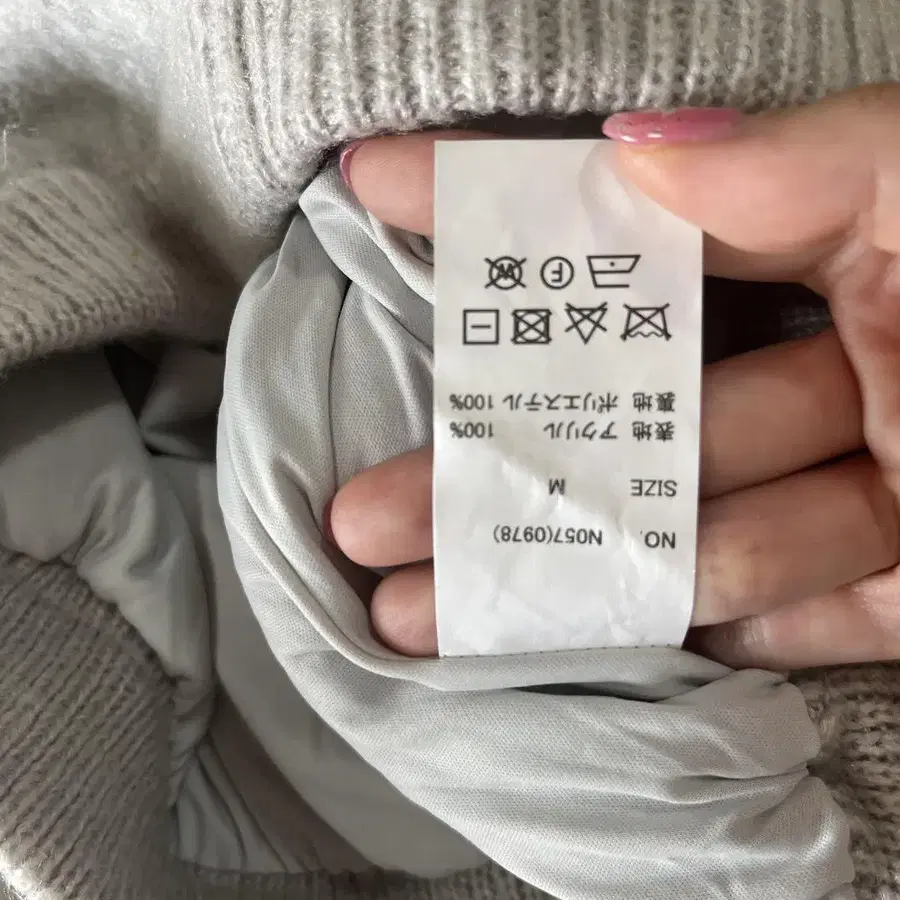 NO. N057(0978)
SIZE M
表地 アクリル 100%
裏地 ポリエステル 100%